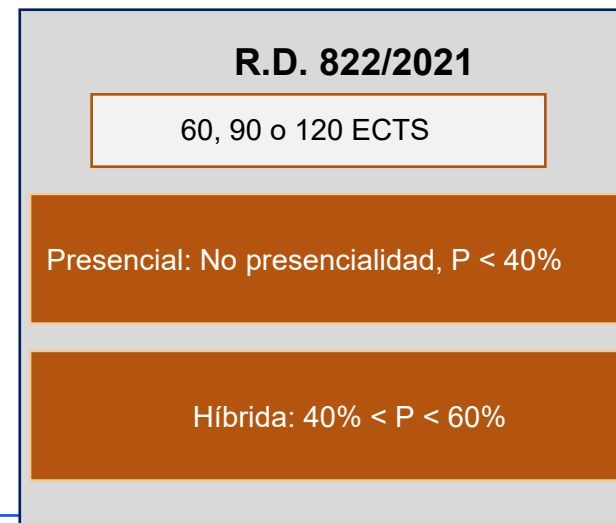 R.D. 822/2021
60, 90 o 120 ECTS
Presencial: No presencialidad, P < 40%
Híbrida: 40% < P < 60%